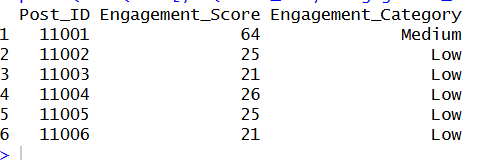 Post_ID Engagement_Score Engagement_Category
1 11001 64 Medium
2 11002 25 Low
3 11003 21 Low
4 11004 26 Low
5 11005 25 Low
6 11006 21 Low
>